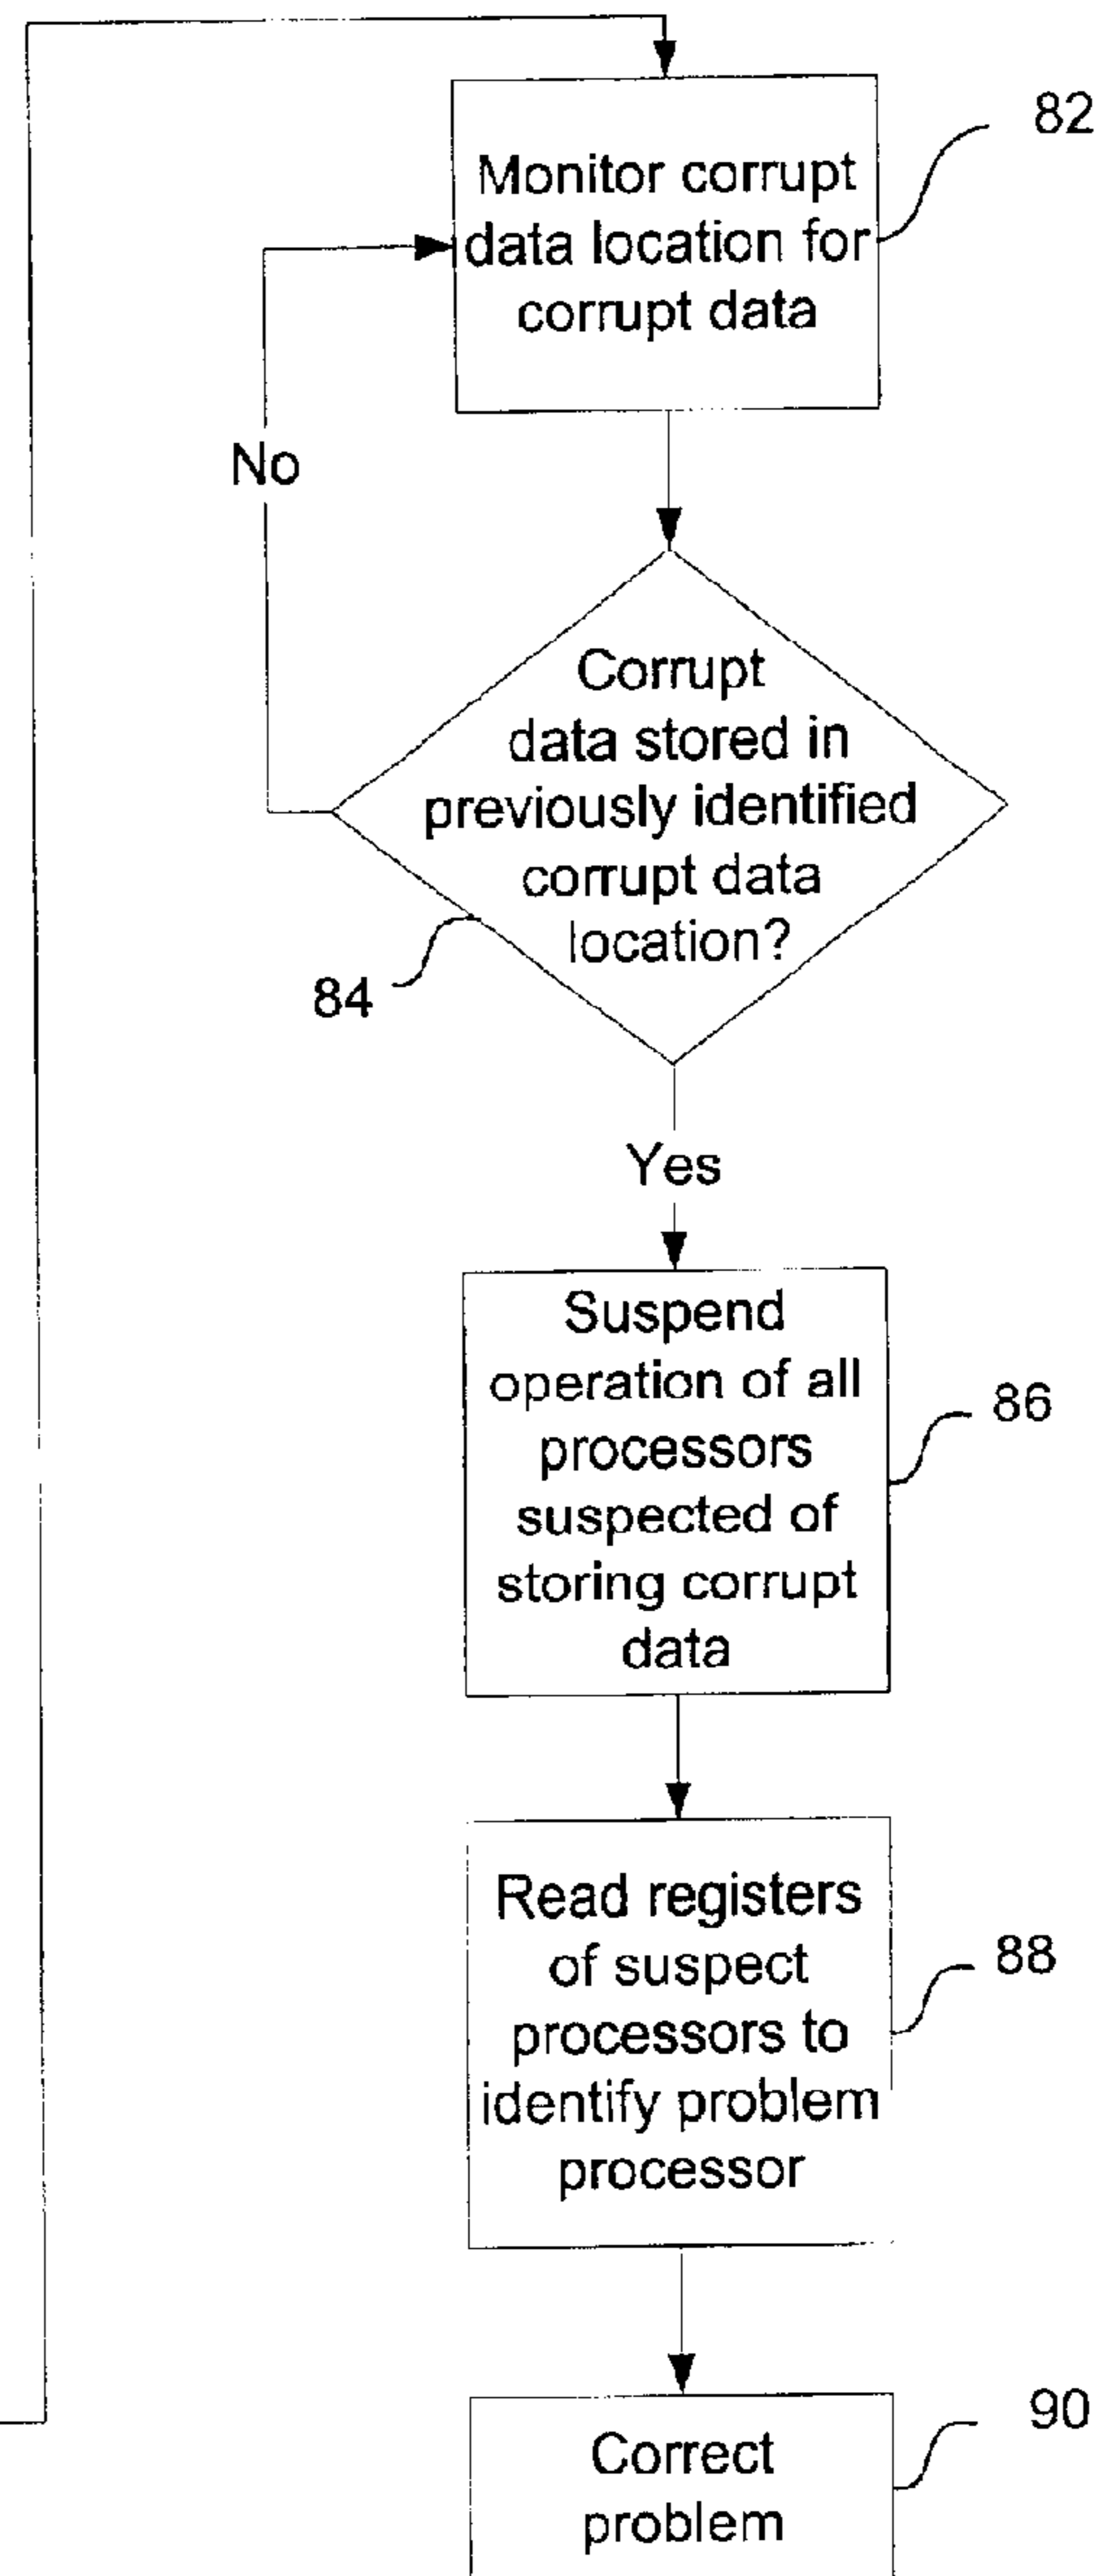 82
Monitor corrupt
data location for
corrupt data
No
Corrupt
data stored in
previously identified
corrupt data
location?
84
Yes
Suspend
operation of all
processors
suspected of
storing corrupt
data
86
Read registers
of suspect
processors to
identify problem
processor
88
90
Correct
problem